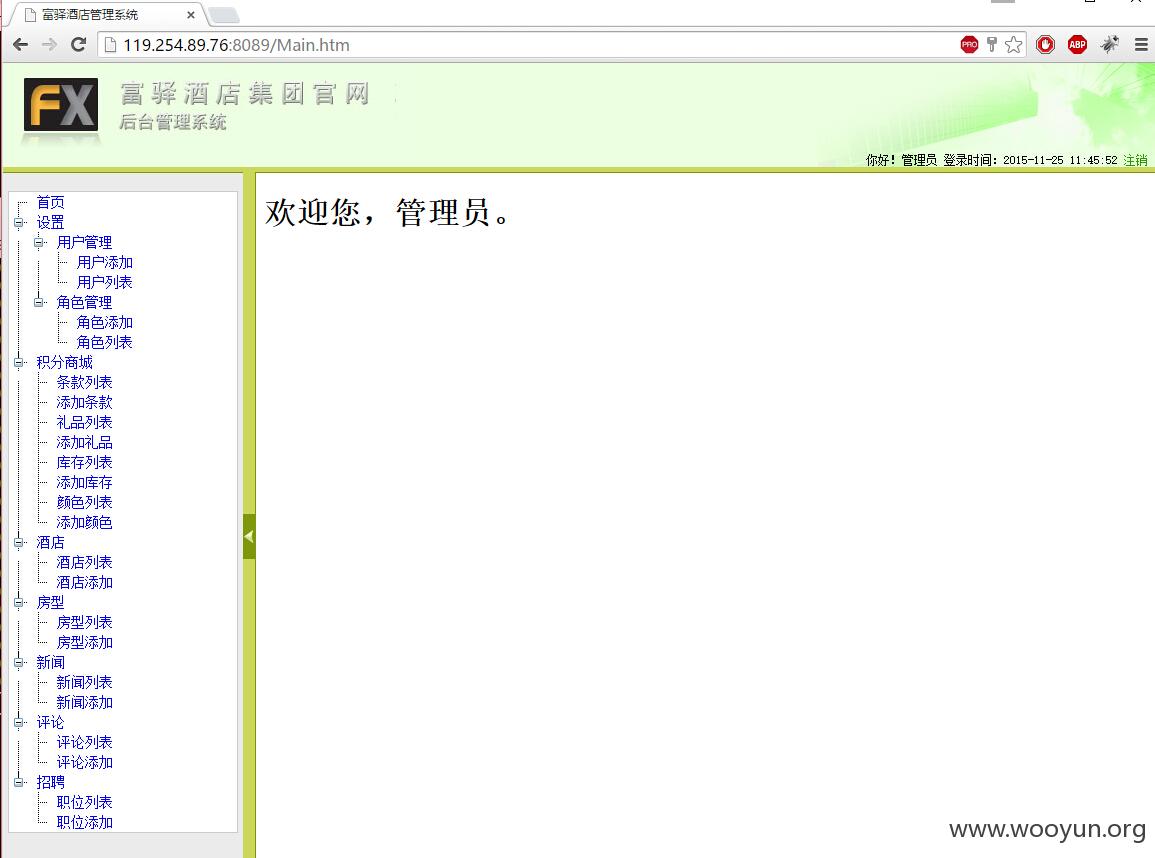 富驿酒店管理系统
119.254.89.76:8089/Main.htm
PRO
ABP
FX
富驿酒店集团官网
后台管理系统
你好！管理员 登录时间：2015-11-25 11:45:52 注销
首页
设置
用户管理
用户添加
用户列表
角色管理
角色添加
角色列表
积分商城
条款列表
添加条款
礼品列表
添加礼品
库存列表
添加库存
颜色列表
添加颜色
酒店
酒店列表
酒店添加
房型
房型列表
房型添加
新闻
新闻列表
新闻添加
评论
评论列表
评论添加
招聘
职位列表
职位添加
欢迎您，管理员。
www.wooyun.org